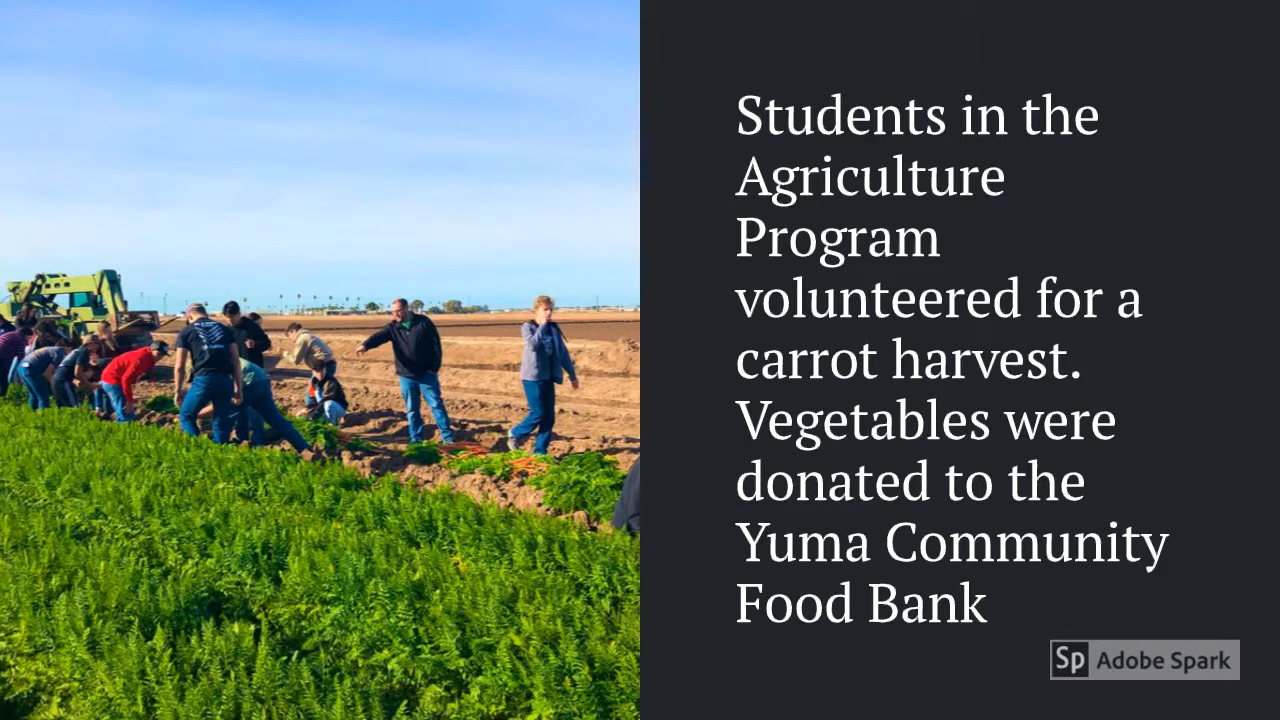 Students in the
Agriculture
Program
volunteered for a
carrot harvest.
Vegetables were
donated to the
Yuma Community
Food Bank
Sp Adobe Spark